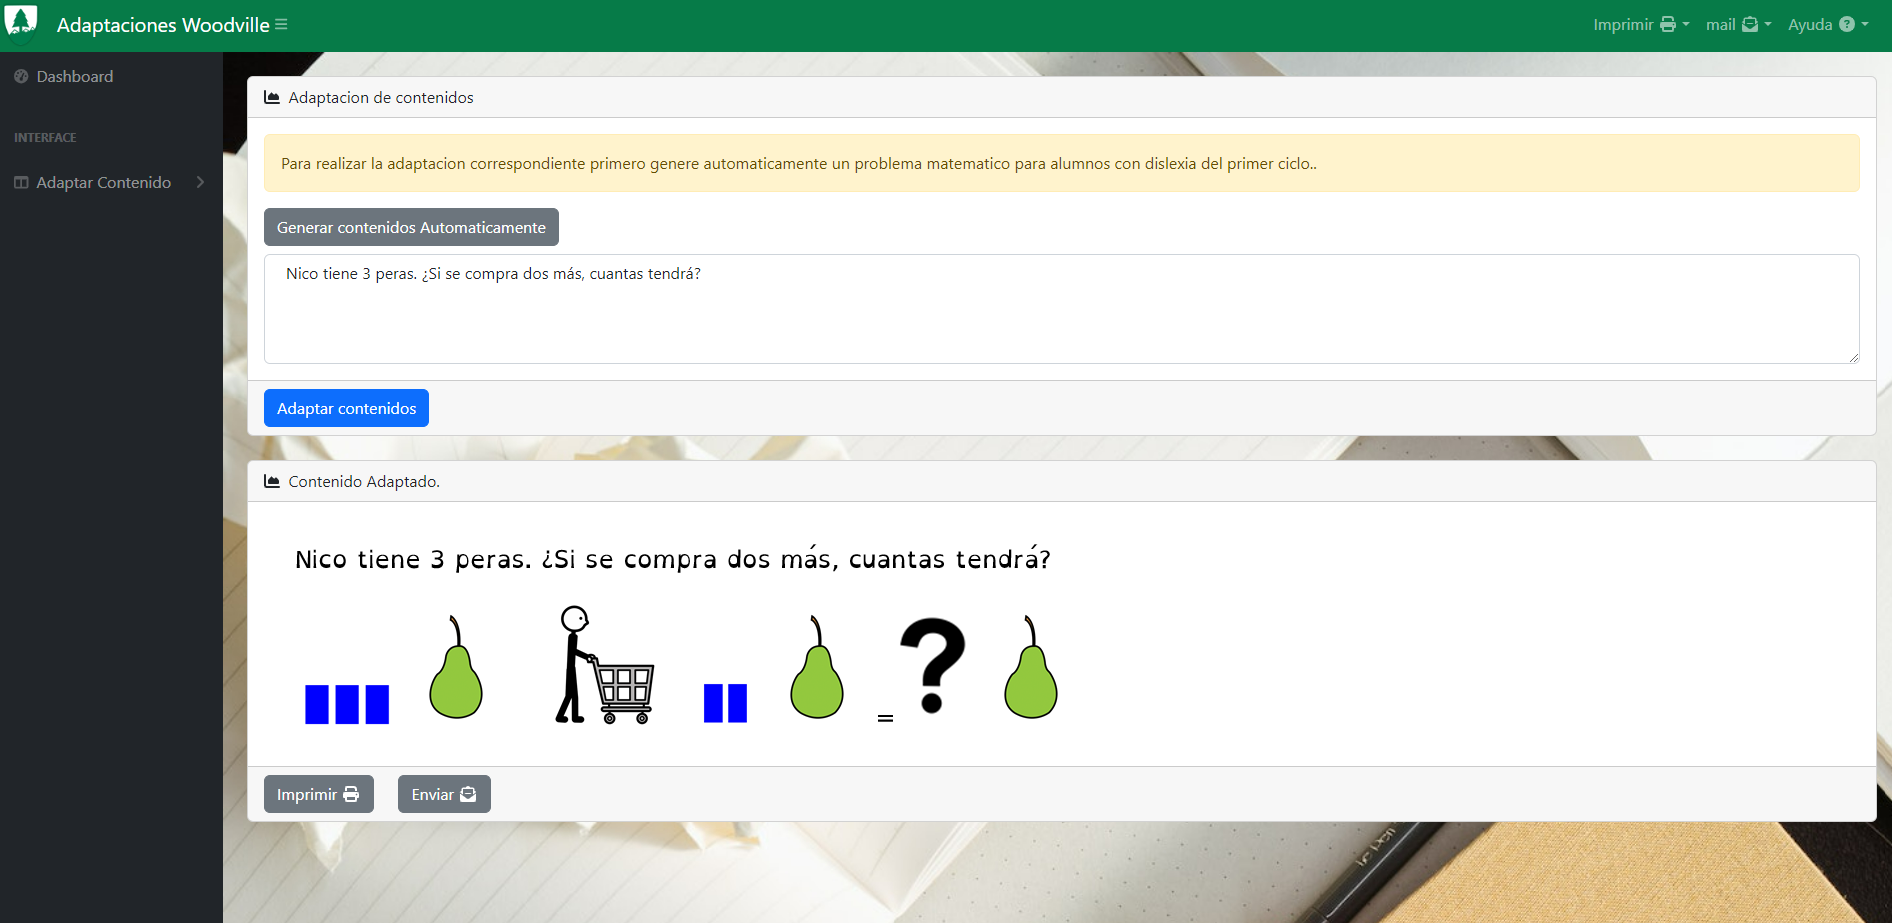 Adaptaciones Woodville
Imprimir
mail
Ayuda
Dashboard
INTERFACE
Adaptar Contenido
Adaptacion de contenidos
Para realizar la adaptacion correspondiente primero genere automaticamente un problema matematico para alumnos con dislexia del primer ciclo..
Generar contenidos Automaticamente
Nico tiene 3 peras. ¿Si se compra dos más, cuantas tendrá?
Adaptar contenidos
Contenido Adaptado.
Nico tiene 3 peras. ¿Si se compra dos más, cuantas tendrá?
= ?
Imprimir
Enviar